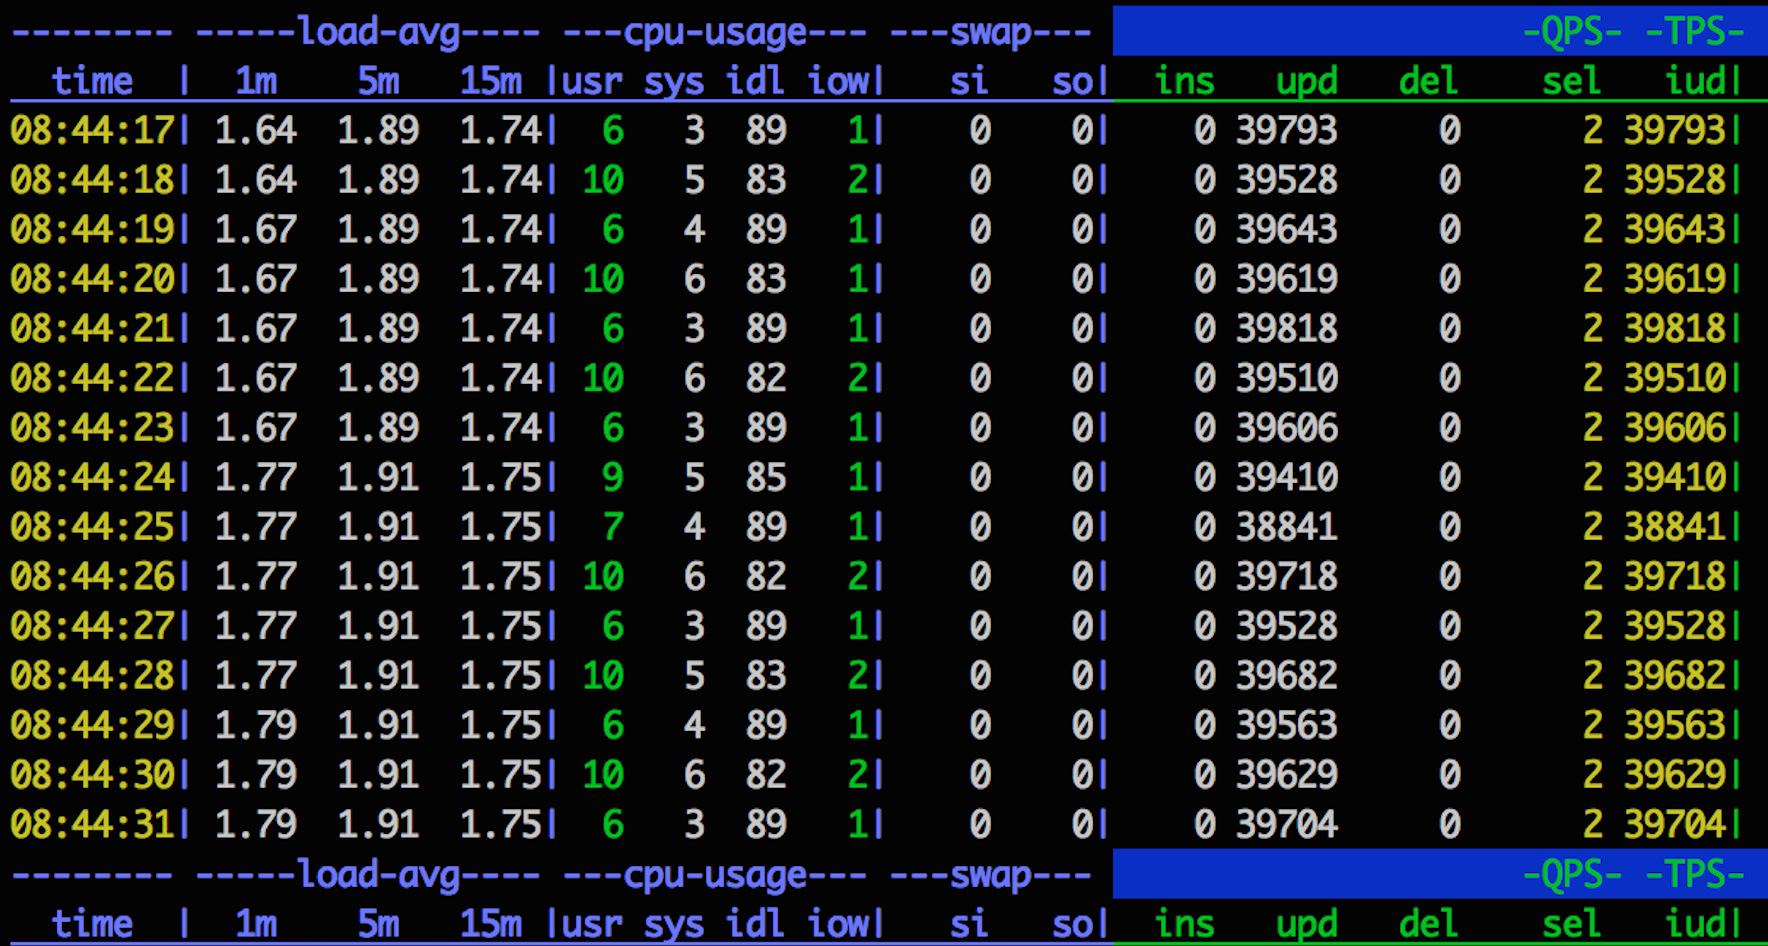 -------- -----load-avg---- ---cpu-usage--- ---swap--- -QPS- -TPS-
time | 1m 5m 15m |usr sys idl iow| si so| ins upd del sel iud|
08:44:17| 1.64 1.89 1.74| 6 3 89 1| 0 0| 0 39793 0 2 39793|
08:44:18| 1.64 1.89 1.74| 10 5 83 2| 0 0| 0 39528 0 2 39528|
08:44:19| 1.67 1.89 1.74| 6 4 89 1| 0 0| 0 39643 0 2 39643|
08:44:20| 1.67 1.89 1.74| 10 6 83 1| 0 0| 0 39619 0 2 39619|
08:44:21| 1.67 1.89 1.74| 6 3 89 1| 0 0| 0 39818 0 2 39818|
08:44:22| 1.67 1.89 1.74| 10 6 82 2| 0 0| 0 39510 0 2 39510|
08:44:23| 1.67 1.89 1.74| 6 3 89 1| 0 0| 0 39606 0 2 39606|
08:44:24| 1.77 1.91 1.75| 9 5 85 1| 0 0| 0 39410 0 2 39410|
08:44:25| 1.77 1.91 1.75| 7 4 89 1| 0 0| 0 38841 0 2 38841|
08:44:26| 1.77 1.91 1.75| 10 6 82 2| 0 0| 0 39718 0 2 39718|
08:44:27| 1.77 1.91 1.75| 6 3 89 1| 0 0| 0 39528 0 2 39528|
08:44:28| 1.77 1.91 1.75| 10 5 83 2| 0 0| 0 39682 0 2 39682|
08:44:29| 1.79 1.91 1.75| 6 4 89 1| 0 0| 0 39563 0 2 39563|
08:44:30| 1.79 1.91 1.75| 10 6 82 2| 0 0| 0 39629 0 2 39629|
08:44:31| 1.79 1.91 1.75| 6 3 89 1| 0 0| 0 39704 0 2 39704|
-------- -----load-avg---- ---cpu-usage--- ---swap--- -QPS- -TPS-
time | 1m 5m 15m |usr sys idl iow| si so| ins upd del sel iud|